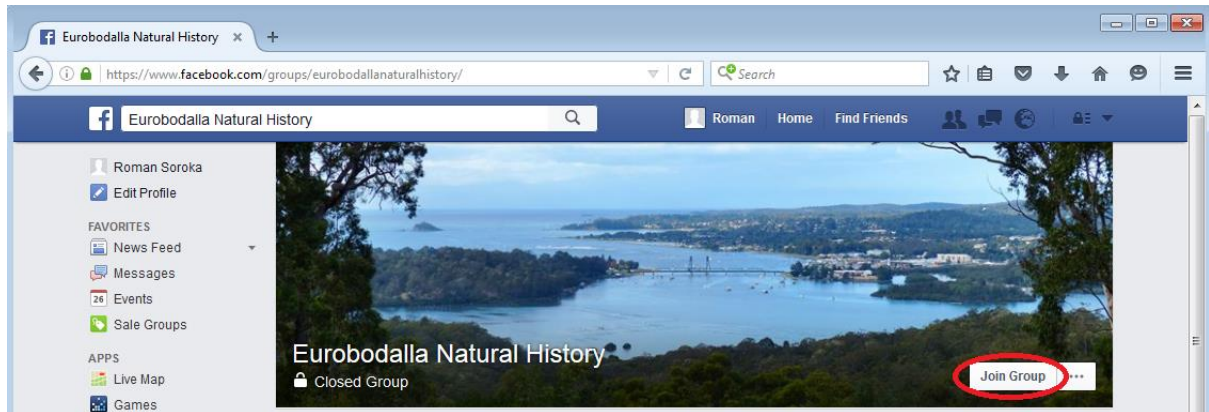 Eurobodalla Natural History
https://www.facebook.com/groups/eurobodallanaturalhistory/
Search
Eurobodalla Natural History
Roman
Home
Find Friends
Roman Soroka
Edit Profile
FAVORITES
News Feed
Messages
26 Events
Sale Groups
APPS
Live Map
Games
Eurobodalla Natural History
Closed Group
Join Group